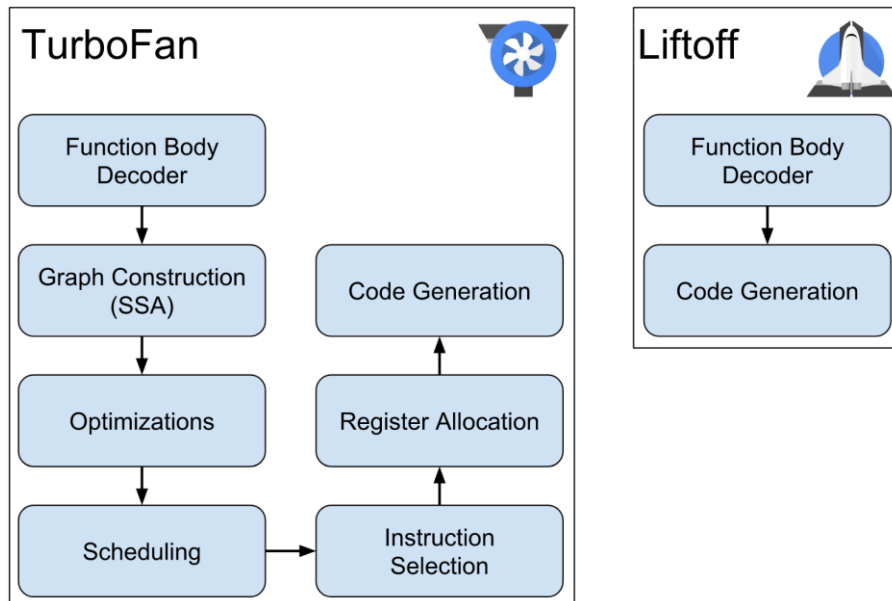 TurboFan
Function Body
Decoder
Graph Construction
(SSA)
Optimizations
Scheduling
Instruction
Selection
Register Allocation
Code Generation
Liftoff
Function Body
Decoder
Code Generation